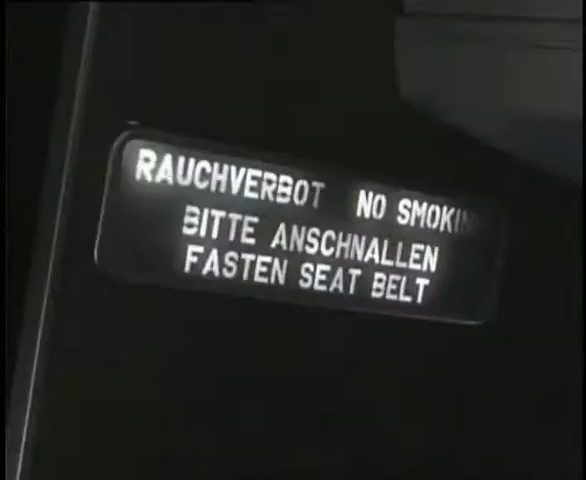 RAUCHVERBOT NO SMOKIN
BITTE ANSCHNALLEN
FASTEN SEAT BELT